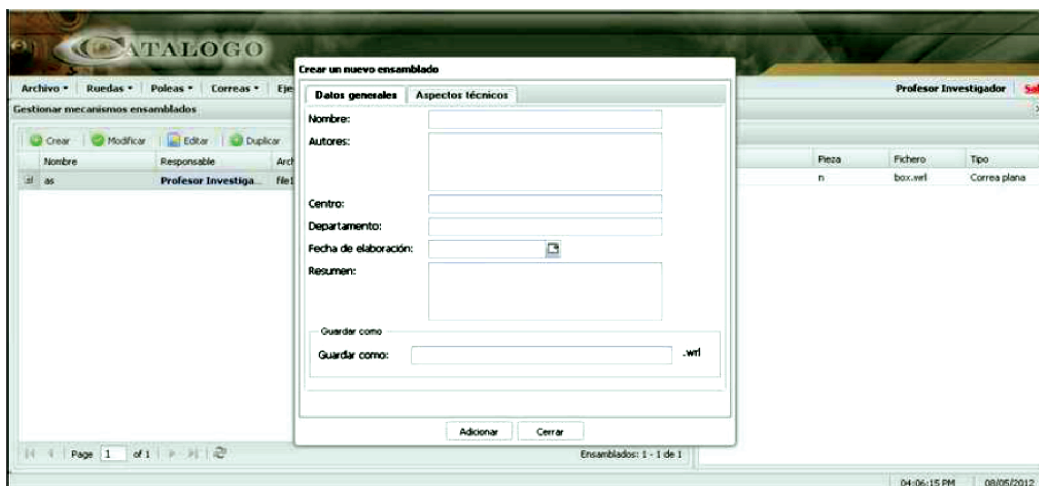 CATALOGO
Archivo Ruedas Poleas Correas Eje
Profesor Investigador Sal
Gestionar mecanismos ensamblados
Crear Modificar Editar Duplicar
Nombre Responsable Arch
as Profesor Investiga... file1
Crear un nuevo ensamblado
Datos generales Aspectos técnicos
Nombre:
Autores:
Centro:
Departamento:
Fecha de elaboración:
Resumen:
Guardar como
Guardar como: .wrl
Adicionar Cerrar
Pieza Fichero Tipo
n box.wrl Correa plana
Page 1 of 1
Ensamblados: 1 - 1 de 1
04:06:15 PM 08/05/2012